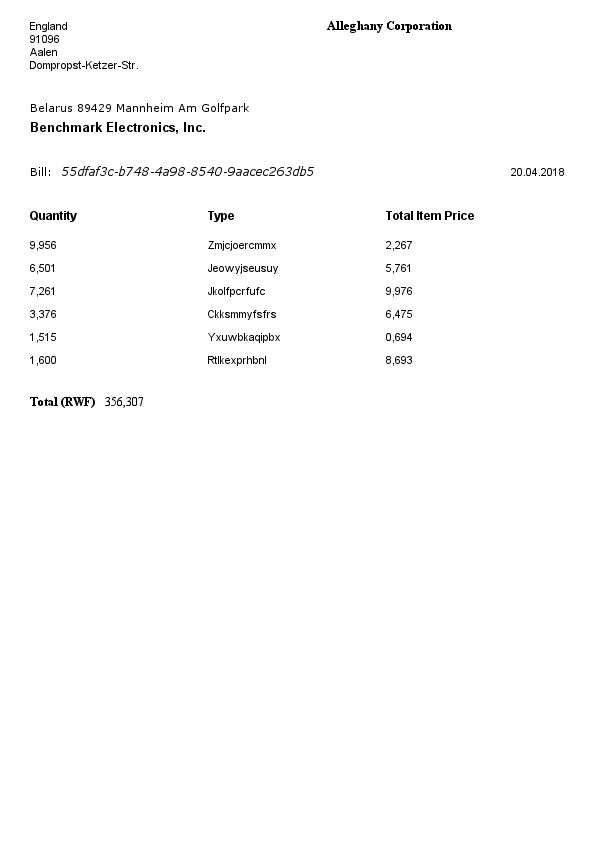 England
91096
Aalen
Dompropst-Ketzer-Str.
Alleghany Corporation
Belarus 89429 Mannheim Am Golfpark
Benchmark Electronics, Inc.
Bill: 55dfaf3c-b748-4a98-8540-9aacec263db5 20.04.2018
Quantity Type Total Item Price
9,956 Zmjcjoercmmx 2,267
6,501 Jeowyjseusuy 5,761
7,261 Jkolfpcrfufc 9,976
3,376 Ckksmmyfsfrs 6,475
1,515 Yxuwbkaqipbx 0,694
1,600 Rtlkexprhbnl 8,693
Total (RWF) 356,307